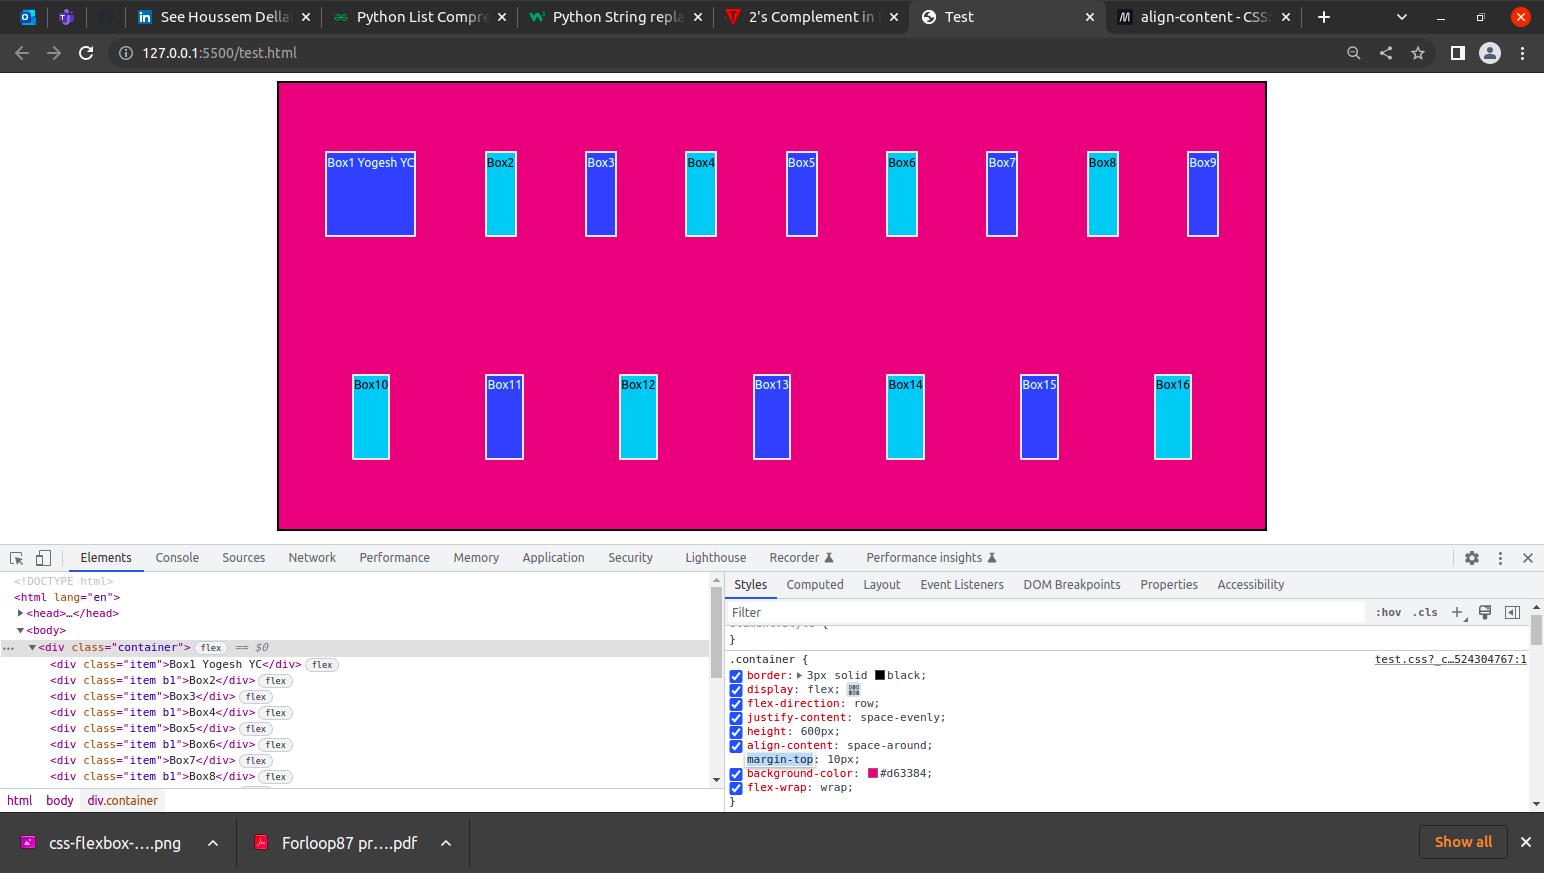 See Houssem Della
Python List Compre
Python String repla
2's Complement in
Test
align-content - CSS:
127.0.0.1:5500/test.html
Box1 Yogesh YC
Box2
Box3
Box4
Box5
Box6
Box7
Box8
Box9
Box10
Box11
Box12
Box13
Box14
Box15
Box16
Elements
Console
Sources
Network
Performance
Memory
Application
Security
Lighthouse
Recorder
Performance insights
<!DOCTYPE html>
<html lang="en">
<head>…</head>
<body>
<div class="container"> flex == $0
<div class="item">Box1 Yogesh YC</div> flex
<div class="item b1">Box2</div> flex
<div class="item">Box3</div> flex
<div class="item b1">Box4</div> flex
<div class="item">Box5</div> flex
<div class="item b1">Box6</div> flex
<div class="item">Box7</div> flex
<div class="item b1">Box8</div> flex
html body div.container
Styles
Computed
Layout
Event Listeners
DOM Breakpoints
Properties
Accessibility
Filter
:hov .cls
}
.container {
test.css?_c…524304767:1
border: 3px solid black;
display: flex;
flex-direction: row;
justify-content: space-evenly;
height: 600px;
align-content: space-around;
margin-top: 10px;
background-color: #d63384;
flex-wrap: wrap;
}
css-flexbox-....png
Forloop87 pr....pdf
Show all